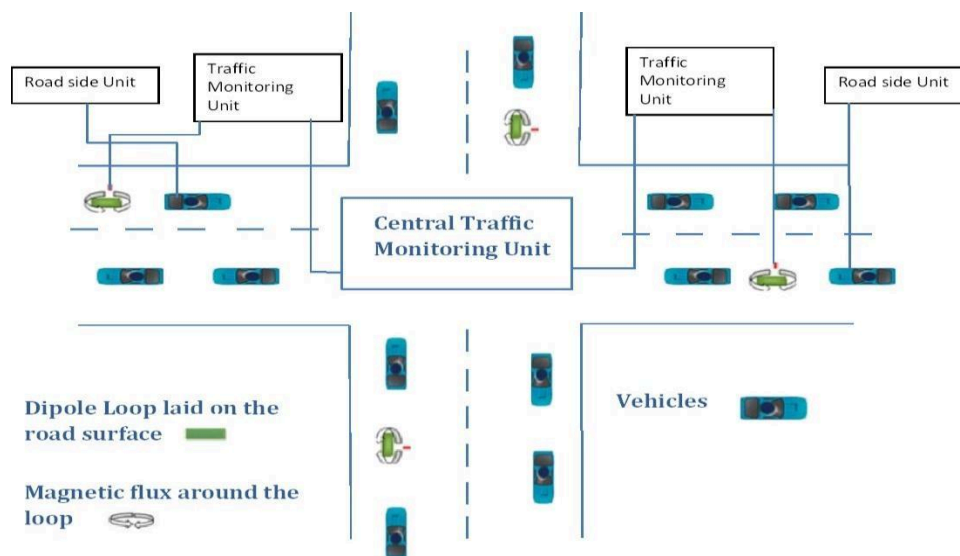 Road side Unit
Traffic
Monitoring
Unit
Traffic
Monitoring
Unit
Road side Unit
Central Traffic
Monitoring Unit
Dipole Loop laid on the
road surface
Vehicles
Magnetic flux around the
loop